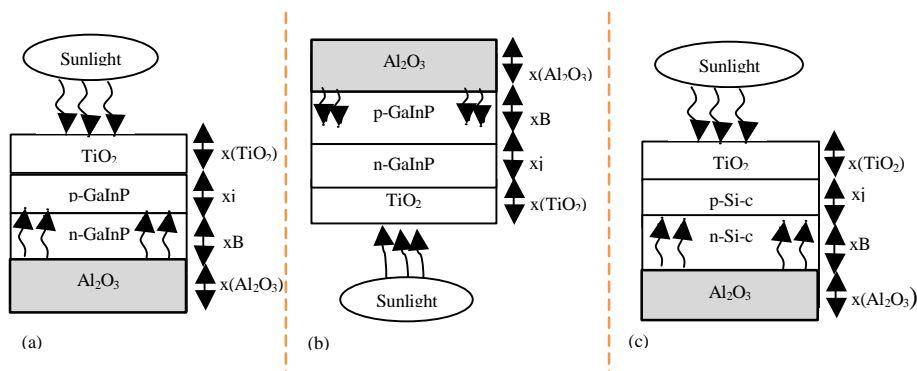 Sunlight
TiO₂
x(TiO₂)
p-GaInP
xj
n-GaInP
xB
Al₂O₃
x(Al₂O₃)
(a)
Al₂O₃
x(Al₂O₃)
p-GaInP
xB
n-GaInP
xj
TiO₂
x(TiO₂)
Sunlight
(b)
Sunlight
TiO₂
x(TiO₂)
p-Si-c
xj
n-Si-c
xB
Al₂O₃
x(Al₂O₃)
(c)